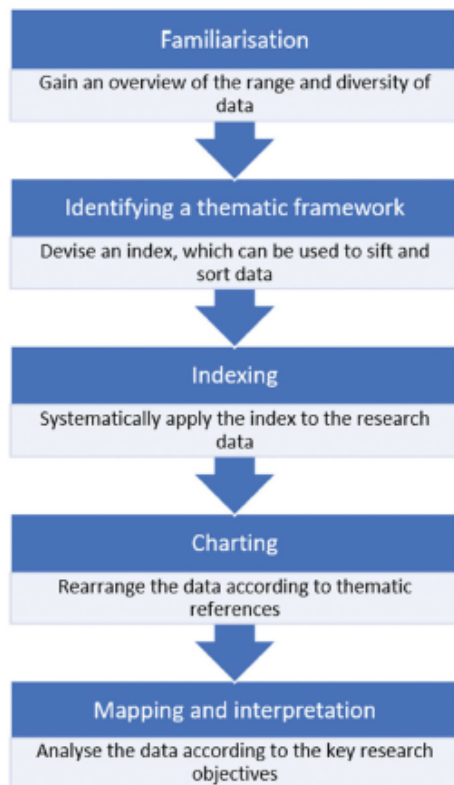 Familiarisation
Gain an overview of the range and diversity of
data
Identifying a thematic framework
Devise an index, which can be used to sift and
sort data
Indexing
Systematically apply the index to the research
data
Charting
Rearrange the data according to thematic
references
Mapping and interpretation
Analyse the data according to the key research
objectives